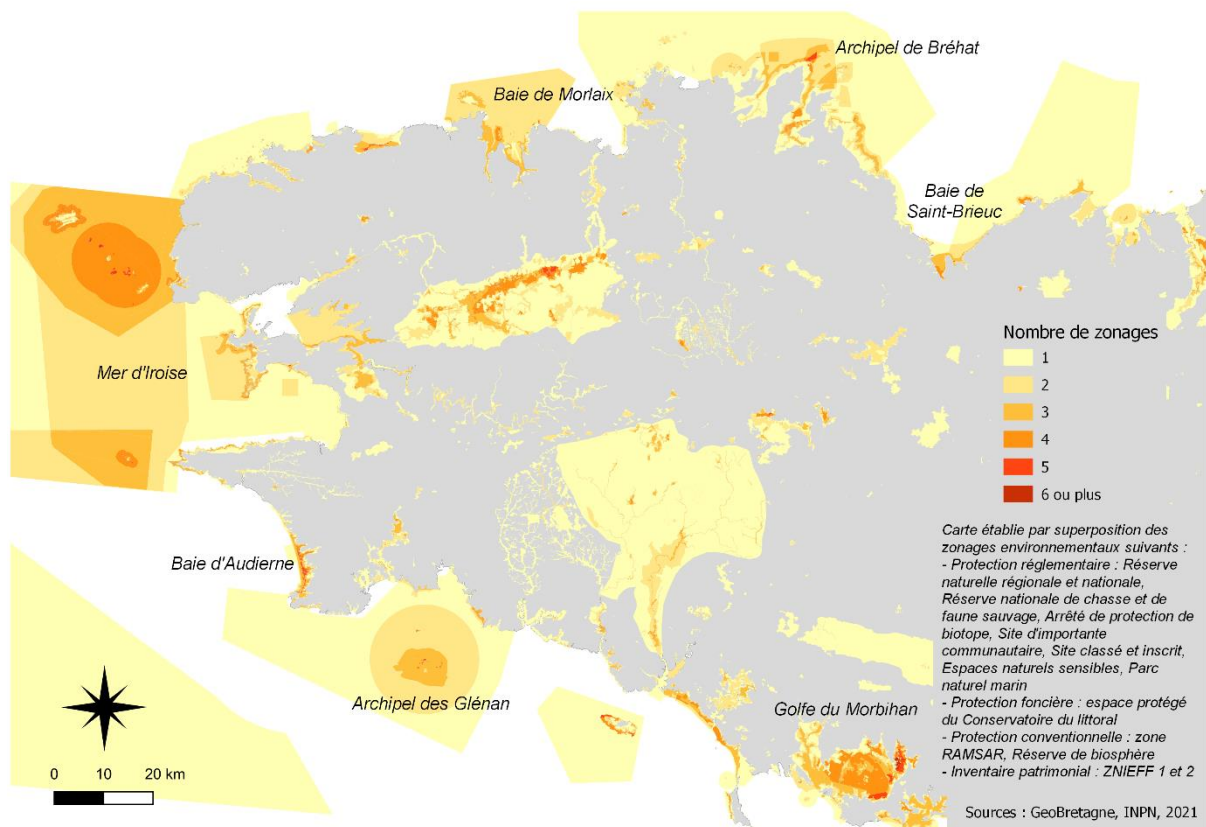 Archipel de Bréhat
Baie de Morlaix
Baie de
Saint-Brieuc
Mer d'Iroise
Baie d'Audierne
Archipel des Glénan
Golfe du Morbihan
0 10 20 km
Nombre de zonages
1
2
3
4
5
6 ou plus
Carte établie par superposition des
zonages environnementaux suivants :
- Protection réglementaire : Réserve
naturelle régionale et nationale,
Réserve nationale de chasse et de
faune sauvage, Arrêté de protection de
biotope, Site d'importante
communautaire, Site classé et inscrit,
Espaces naturels sensibles, Parc
naturel marin
- Protection foncière : espace protégé
du Conservatoire du littoral
- Protection conventionnelle : zone
RAMSAR, Réserve de biosphère
- Inventaire patrimonial : ZNIEFF 1 et 2
Sources : GeoBretagne, INPN, 2021